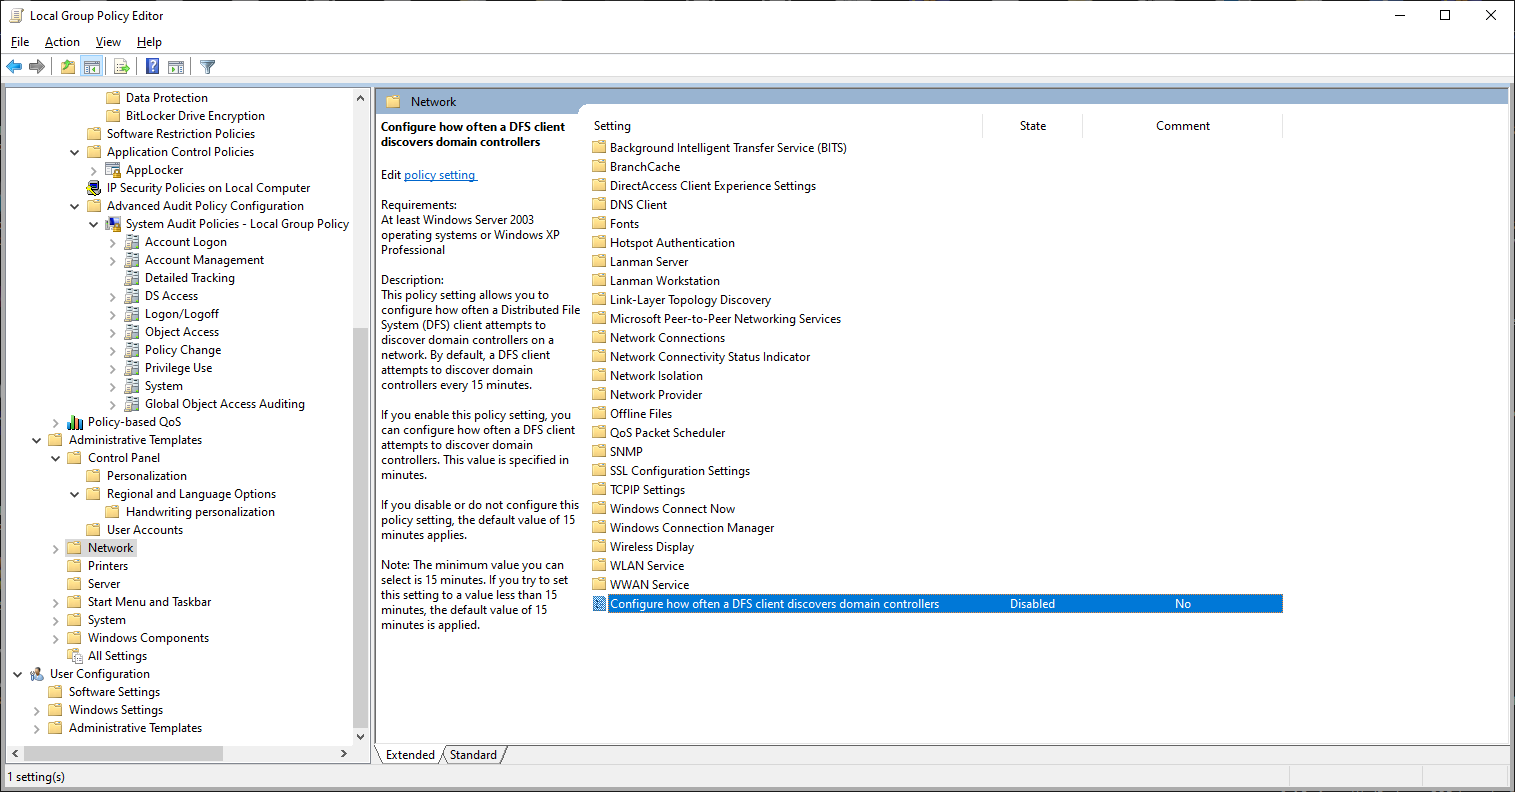 Local Group Policy Editor
File Action View Help
Data Protection
BitLocker Drive Encryption
Software Restriction Policies
Application Control Policies
AppLocker
IP Security Policies on Local Computer
Advanced Audit Policy Configuration
System Audit Policies - Local Group Policy
Account Logon
Account Management
Detailed Tracking
DS Access
Logon/Logoff
Object Access
Policy Change
Privilege Use
System
Global Object Access Auditing
Policy-based QoS
Administrative Templates
Control Panel
Personalization
Regional and Language Options
Handwriting personalization
User Accounts
Network
Printers
Server
Start Menu and Taskbar
System
Windows Components
All Settings
User Configuration
Software Settings
Windows Settings
Administrative Templates
Network
Configure how often a DFS client
discovers domain controllers
Edit policy setting
Requirements:
At least Windows Server 2003
operating systems or Windows XP
Professional
Description:
This policy setting allows you to
configure how often a Distributed File
System (DFS) client attempts to
discover domain controllers on a
network. By default, a DFS client
attempts to discover domain
controllers every 15 minutes.
If you enable this policy setting, you
can configure how often a DFS client
attempts to discover domain
controllers. This value is specified in
minutes.
If you disable or do not configure this
policy setting, the default value of 15
minutes applies.
Note: The minimum value you can
select is 15 minutes. If you try to set
this setting to a value less than 15
minutes, the default value of 15
minutes is applied.
Setting State Comment
Background Intelligent Transfer Service (BITS)
BranchCache
DirectAccess Client Experience Settings
DNS Client
Fonts
Hotspot Authentication
Lanman Server
Lanman Workstation
Link-Layer Topology Discovery
Microsoft Peer-to-Peer Networking Services
Network Connections
Network Connectivity Status Indicator
Network Isolation
Network Provider
Offline Files
QoS Packet Scheduler
SNMP
SSL Configuration Settings
TCPIP Settings
Windows Connect Now
Windows Connection Manager
Wireless Display
WLAN Service
WWAN Service
Configure how often a DFS client discovers domain controllers Disabled No
Extended Standard
1 setting(s)